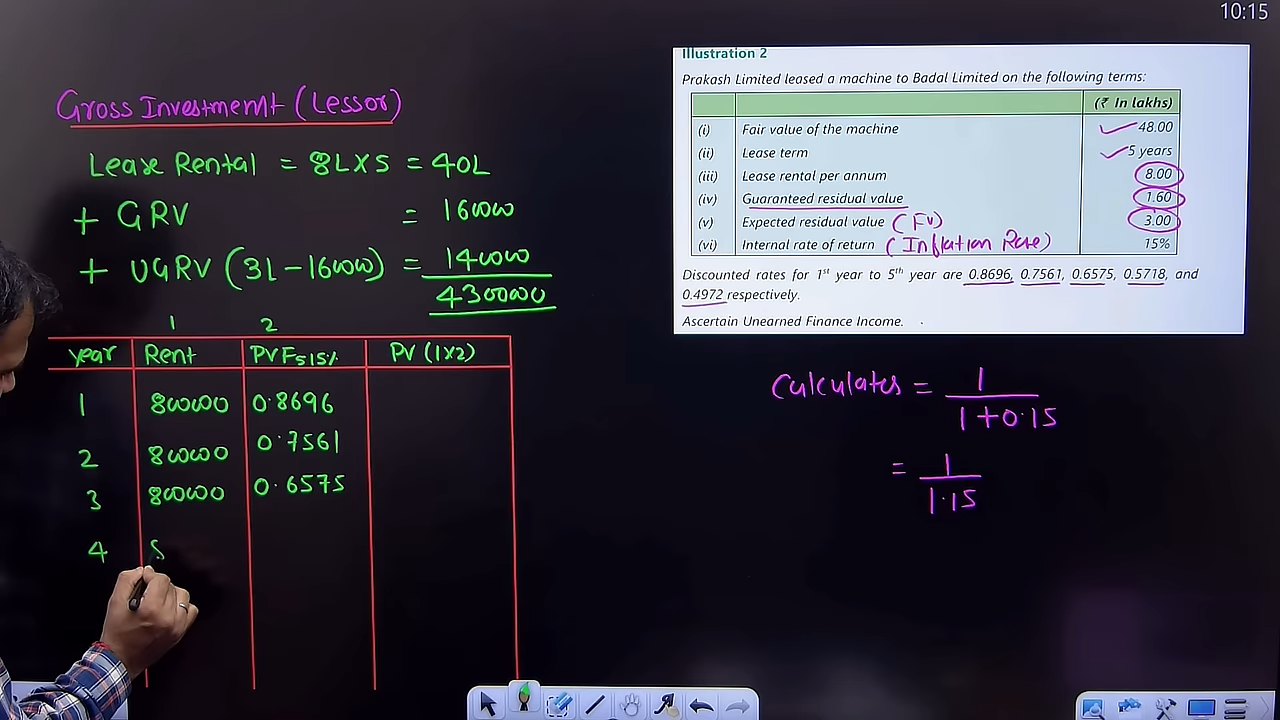 10:15
Gross Investment (Lessor)
Lease Rental = 8L×5 = 40L
+ GRV = 160000
+ UGRV (3L-160000) = 140000
4300000
1 2
year Rent PVF5 15% PV (1×2)
1 800000 0.8696
2 800000 0.7561
3 800000 0.6575
4 8
Illustration 2
Prakash Limited leased a machine to Badal Limited on the following terms:
(₹ In lakhs)
(i) Fair value of the machine 48.00
(ii) Lease term 5 years
(iii) Lease rental per annum 8.00
(iv) Guaranteed residual value 1.60
(v) Expected residual value (FV) 3.00
(vi) Internal rate of return (Inflation Rate) 15%
Discounted rates for 1st year to 5th year are 0.8696, 0.7561, 0.6575, 0.5718, and
0.4972 respectively.
Ascertain Unearned Finance Income.
Calculates = 1
1+0.15
= 1
1.15